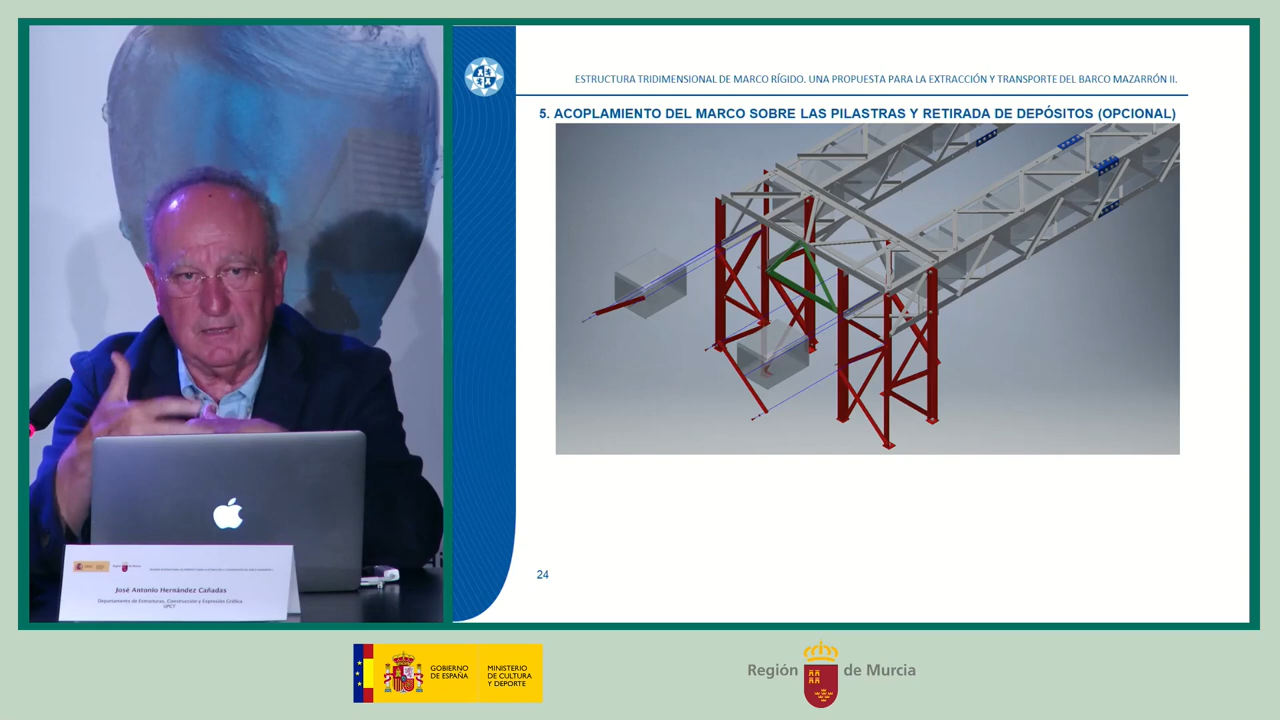 ESTRUCTURA TRIDIMENSIONAL DE MARCO RÍGIDO. UNA PROPUESTA PARA LA EXTRACCIÓN Y TRANSPORTE DEL BARCO MAZARRÓN II.
5. ACOPLAMIENTO DEL MARCO SOBRE LAS PILASTRAS Y RETIRADA DE DEPÓSITOS (OPCIONAL)
24
José Antonio Hernández Cañadas
Departamento de Estructuras, Construcción y Expresión Gráfica
UPCT
GOBIERNO
DE ESPAÑA
MINISTERIO
DE CULTURA
Y DEPORTE
Región de Murcia